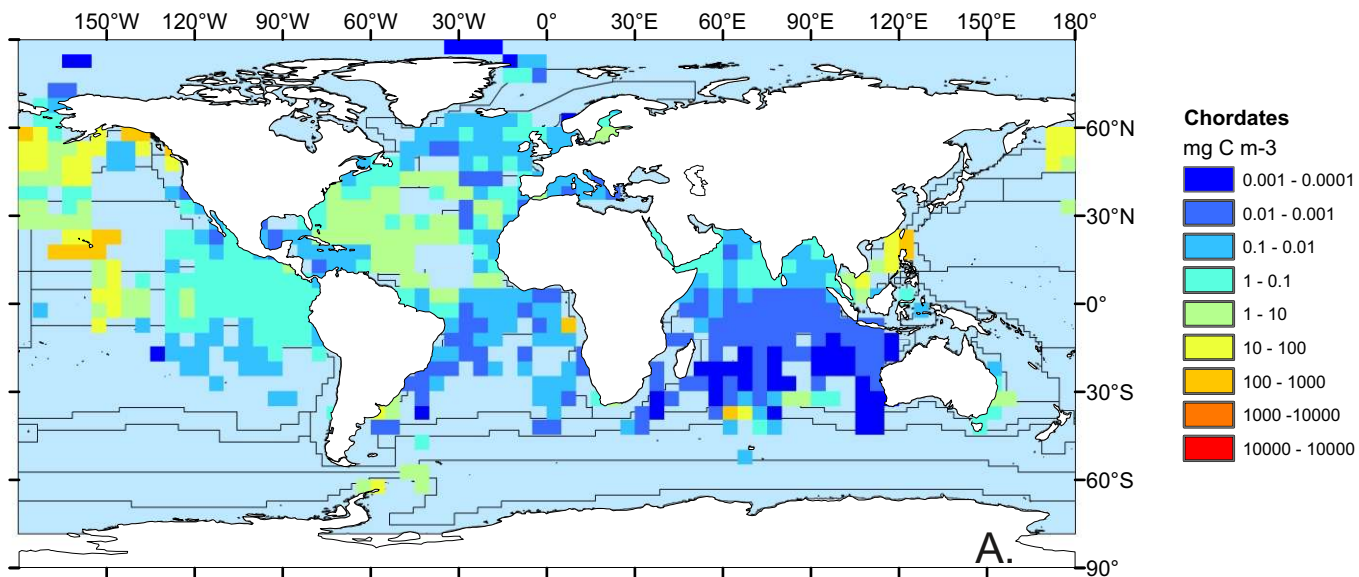 150°W 120°W 90°W 60°W 30°W 0° 30°E 60°E 90°E 120°E 150°E 180°
60°N
30°N
0°
30°S
60°S
90°
A.
Chordates
mg C m-3
0.001 - 0.0001
0.01 - 0.001
0.1 - 0.01
1 - 0.1
1 - 10
10 - 100
100 - 1000
1000 -10000
10000 - 10000